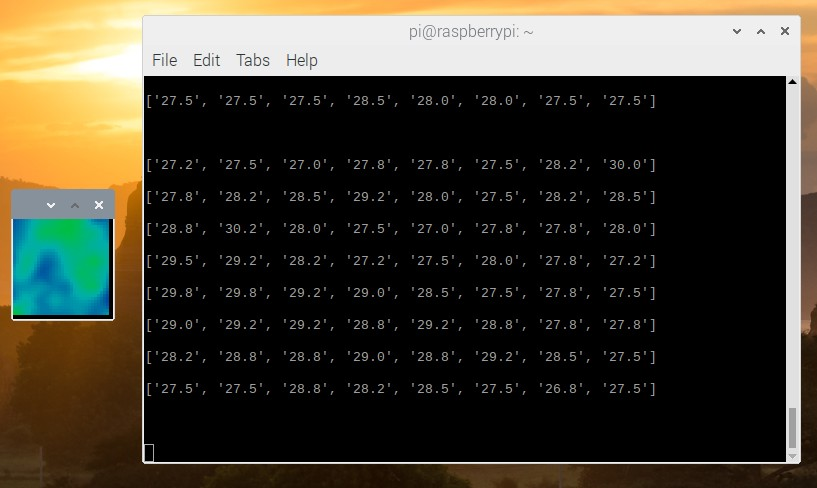 pi@raspberrypi: ~
File Edit Tabs Help
['27.5', '27.5', '27.5', '28.5', '28.0', '28.0', '27.5', '27.5']
['27.2', '27.5', '27.0', '27.8', '27.8', '27.5', '28.2', '30.0']
['27.8', '28.2', '28.5', '29.2', '28.0', '27.5', '28.2', '28.5']
['28.8', '30.2', '28.0', '27.5', '27.0', '27.8', '27.8', '28.0']
['29.5', '29.2', '28.2', '27.2', '27.5', '28.0', '27.8', '27.2']
['29.8', '29.8', '29.2', '29.0', '28.5', '27.5', '27.8', '27.5']
['29.0', '29.2', '29.2', '28.8', '29.2', '28.8', '27.8', '27.8']
['28.2', '28.8', '28.8', '29.0', '28.8', '29.2', '28.5', '27.5']
['27.5', '27.5', '28.8', '28.2', '28.5', '27.5', '26.8', '27.5']